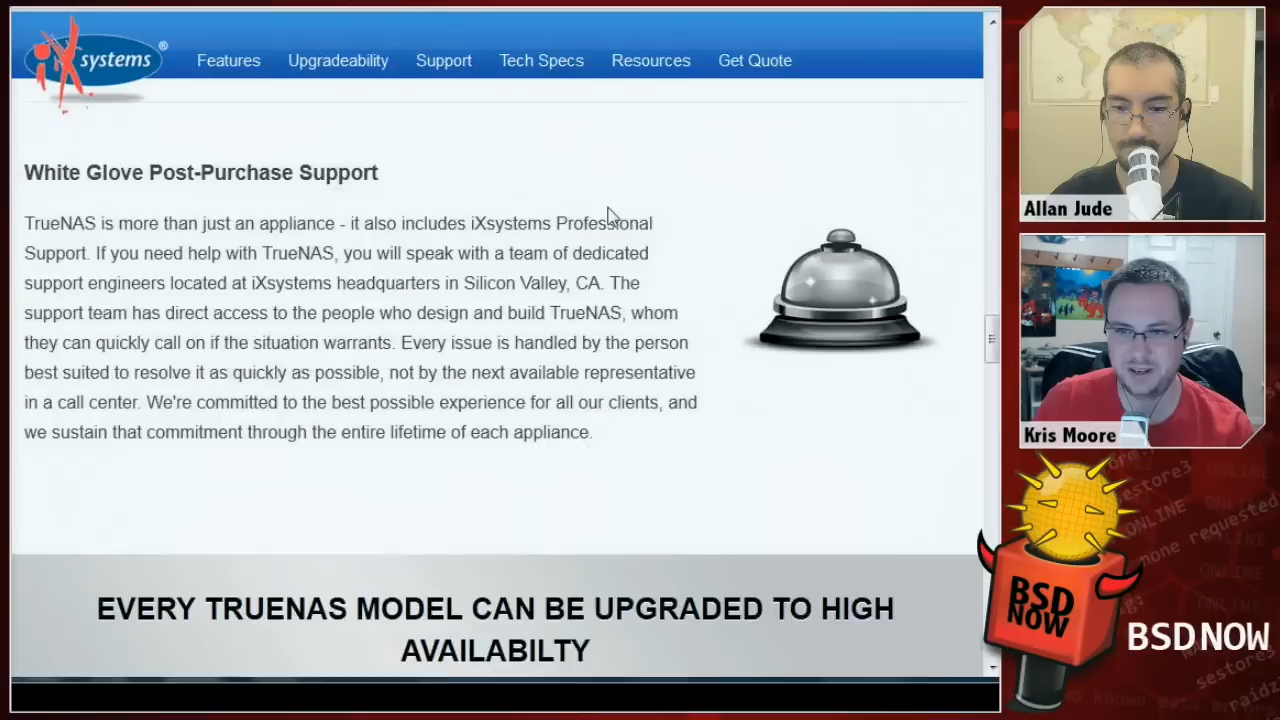 iXsystems®
Features Upgradeability Support Tech Specs Resources Get Quote
White Glove Post-Purchase Support
TrueNAS is more than just an appliance - it also includes iXsystems Professional
Support. If you need help with TrueNAS, you will speak with a team of dedicated
support engineers located at iXsystems headquarters in Silicon Valley, CA. The
support team has direct access to the people who design and build TrueNAS, whom
they can quickly call on if the situation warrants. Every issue is handled by the person
best suited to resolve it as quickly as possible, not by the next available representative
in a call center. We're committed to the best possible experience for all our clients, and
we sustain that commitment through the entire lifetime of each appliance.
EVERY TRUENAS MODEL CAN BE UPGRADED TO HIGH
AVAILABILTY
Allan Jude
Kris Moore
BSD
NOW
BSDNOW
ONLINE
ONLINE
none requested
ONLINE
ONLINE